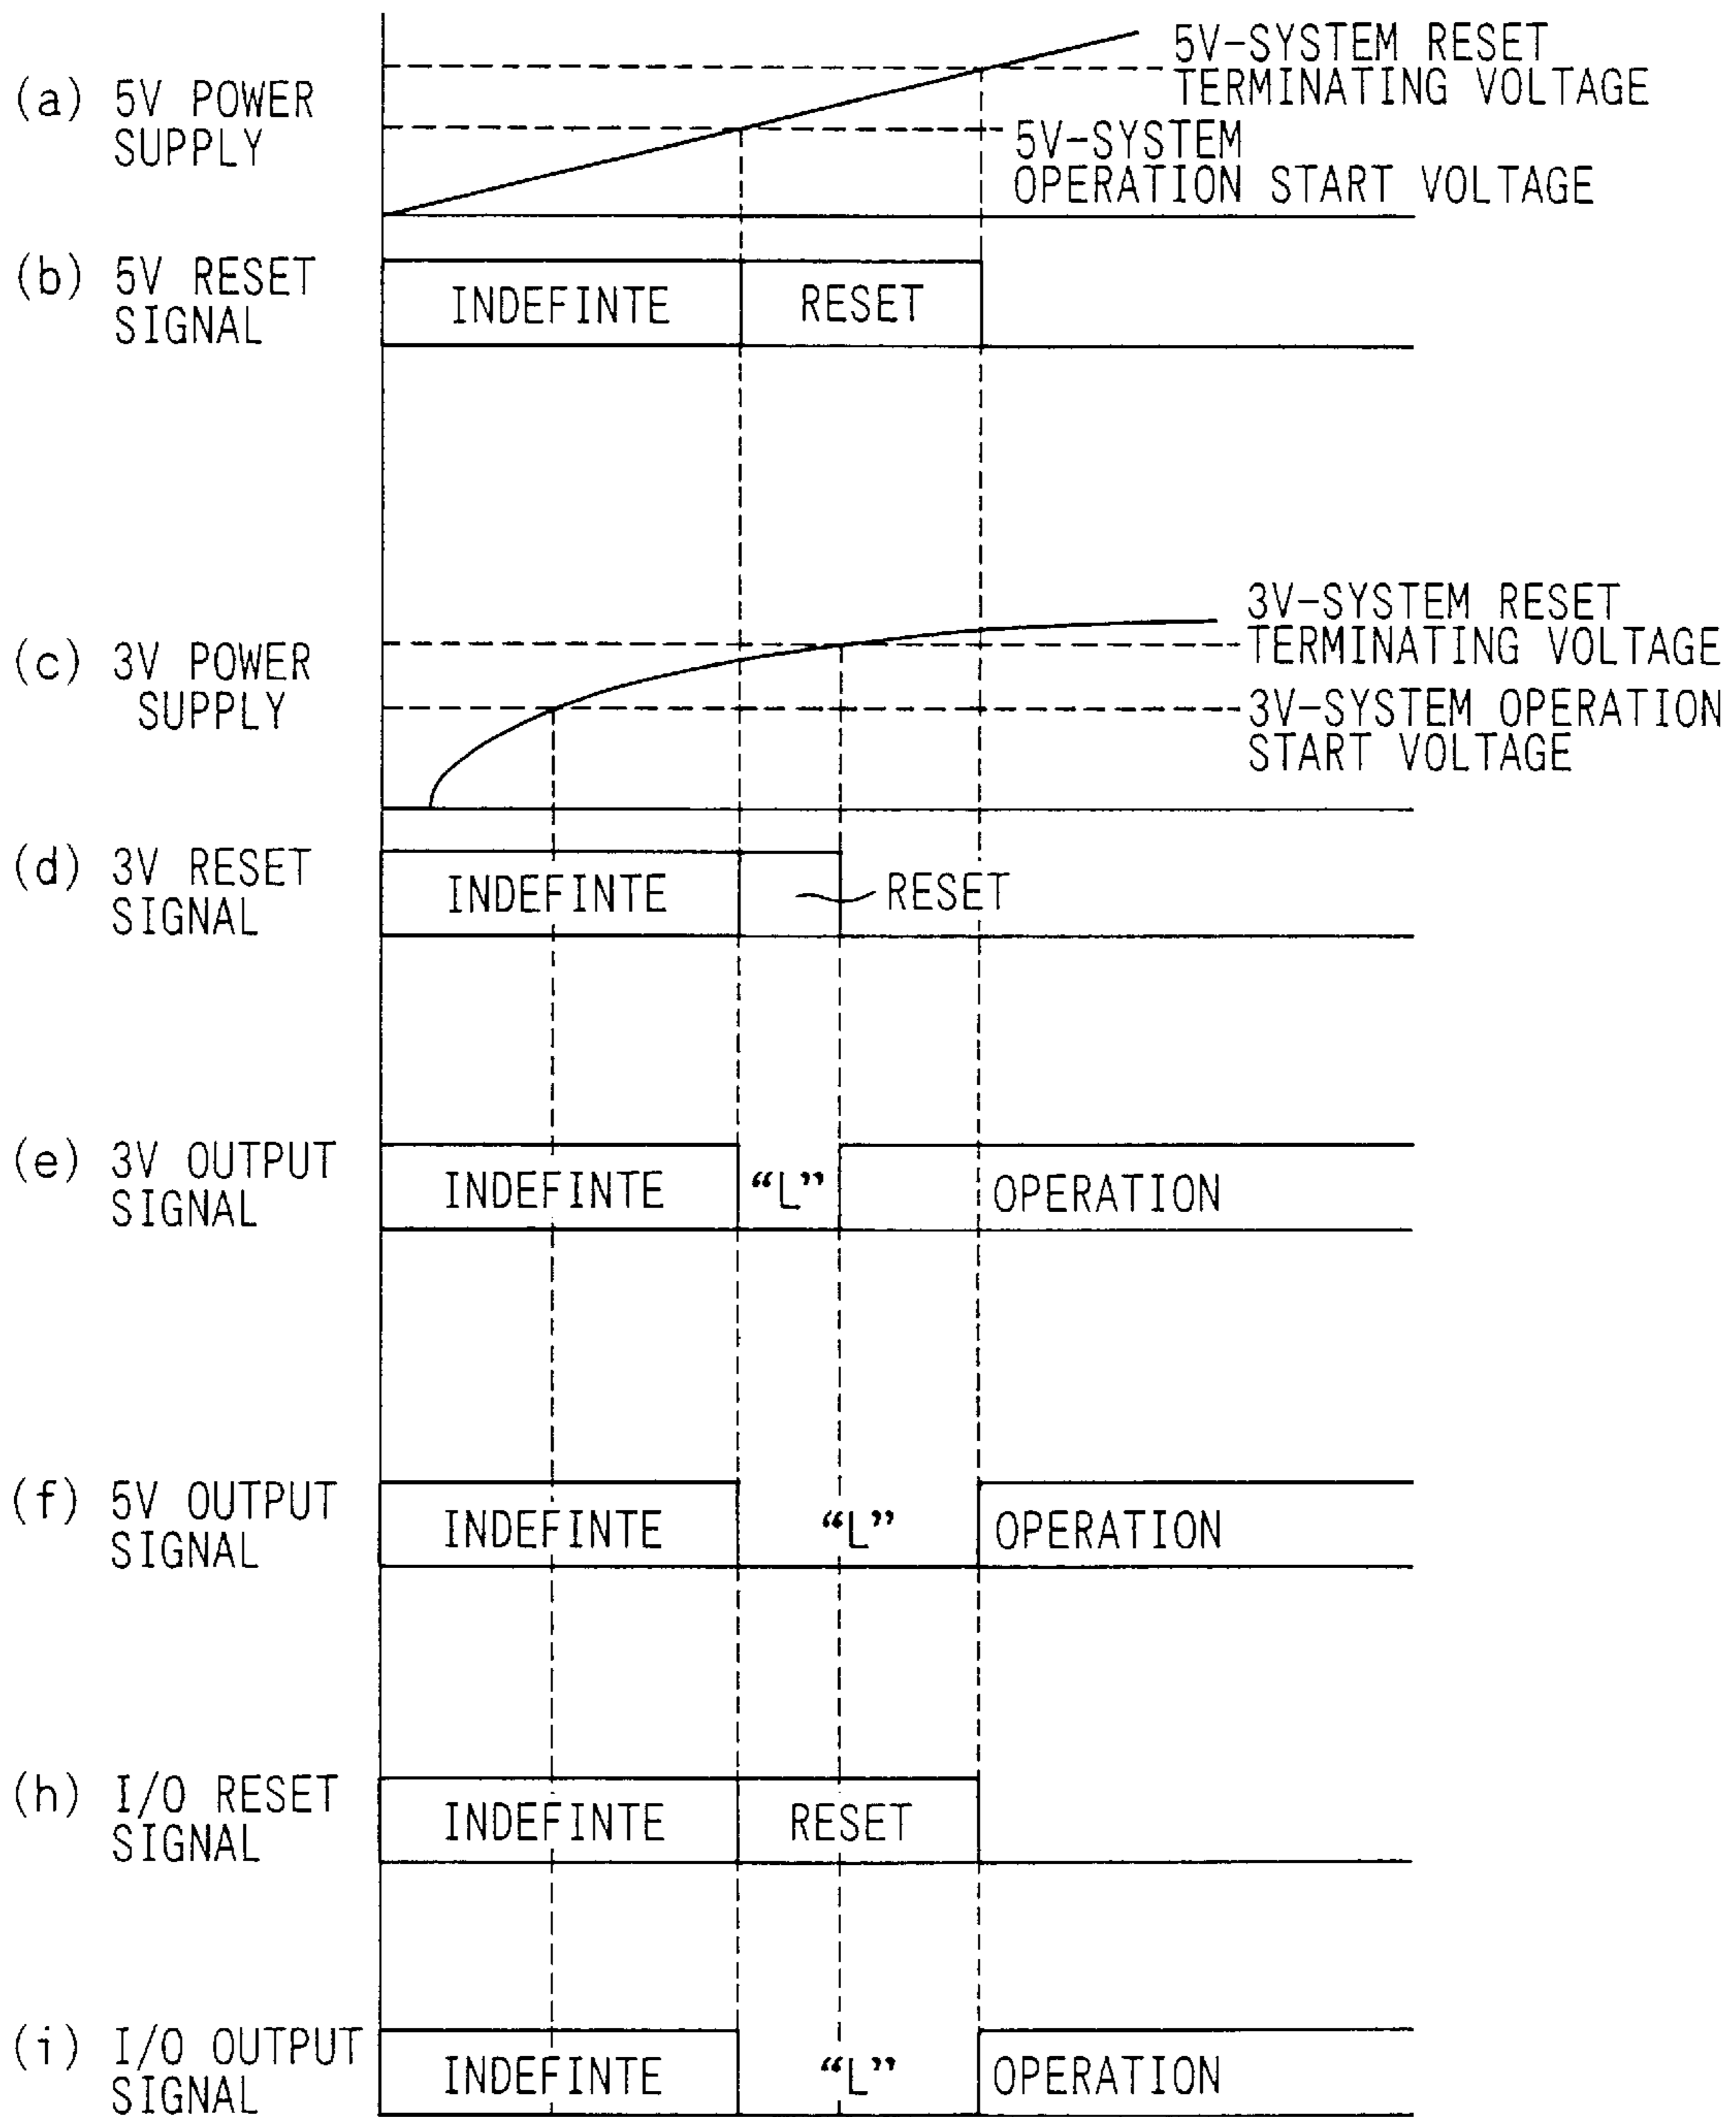 5V-SYSTEM RESET
TERMINATING VOLTAGE
(a) 5V POWER
SUPPLY
5V-SYSTEM
OPERATION START VOLTAGE
(b) 5V RESET
SIGNAL
INDEFINTE
RESET
3V-SYSTEM RESET
TERMINATING VOLTAGE
(c) 3V POWER
SUPPLY
3V-SYSTEM OPERATION
START VOLTAGE
(d) 3V RESET
SIGNAL
INDEFINTE
RESET
(e) 3V OUTPUT
SIGNAL
INDEFINTE
“L”
OPERATION
(f) 5V OUTPUT
SIGNAL
INDEFINTE
“L”
OPERATION
(h) I/O RESET
SIGNAL
INDEFINTE
RESET
(i) I/O OUTPUT
SIGNAL
INDEFINTE
“L”
OPERATION